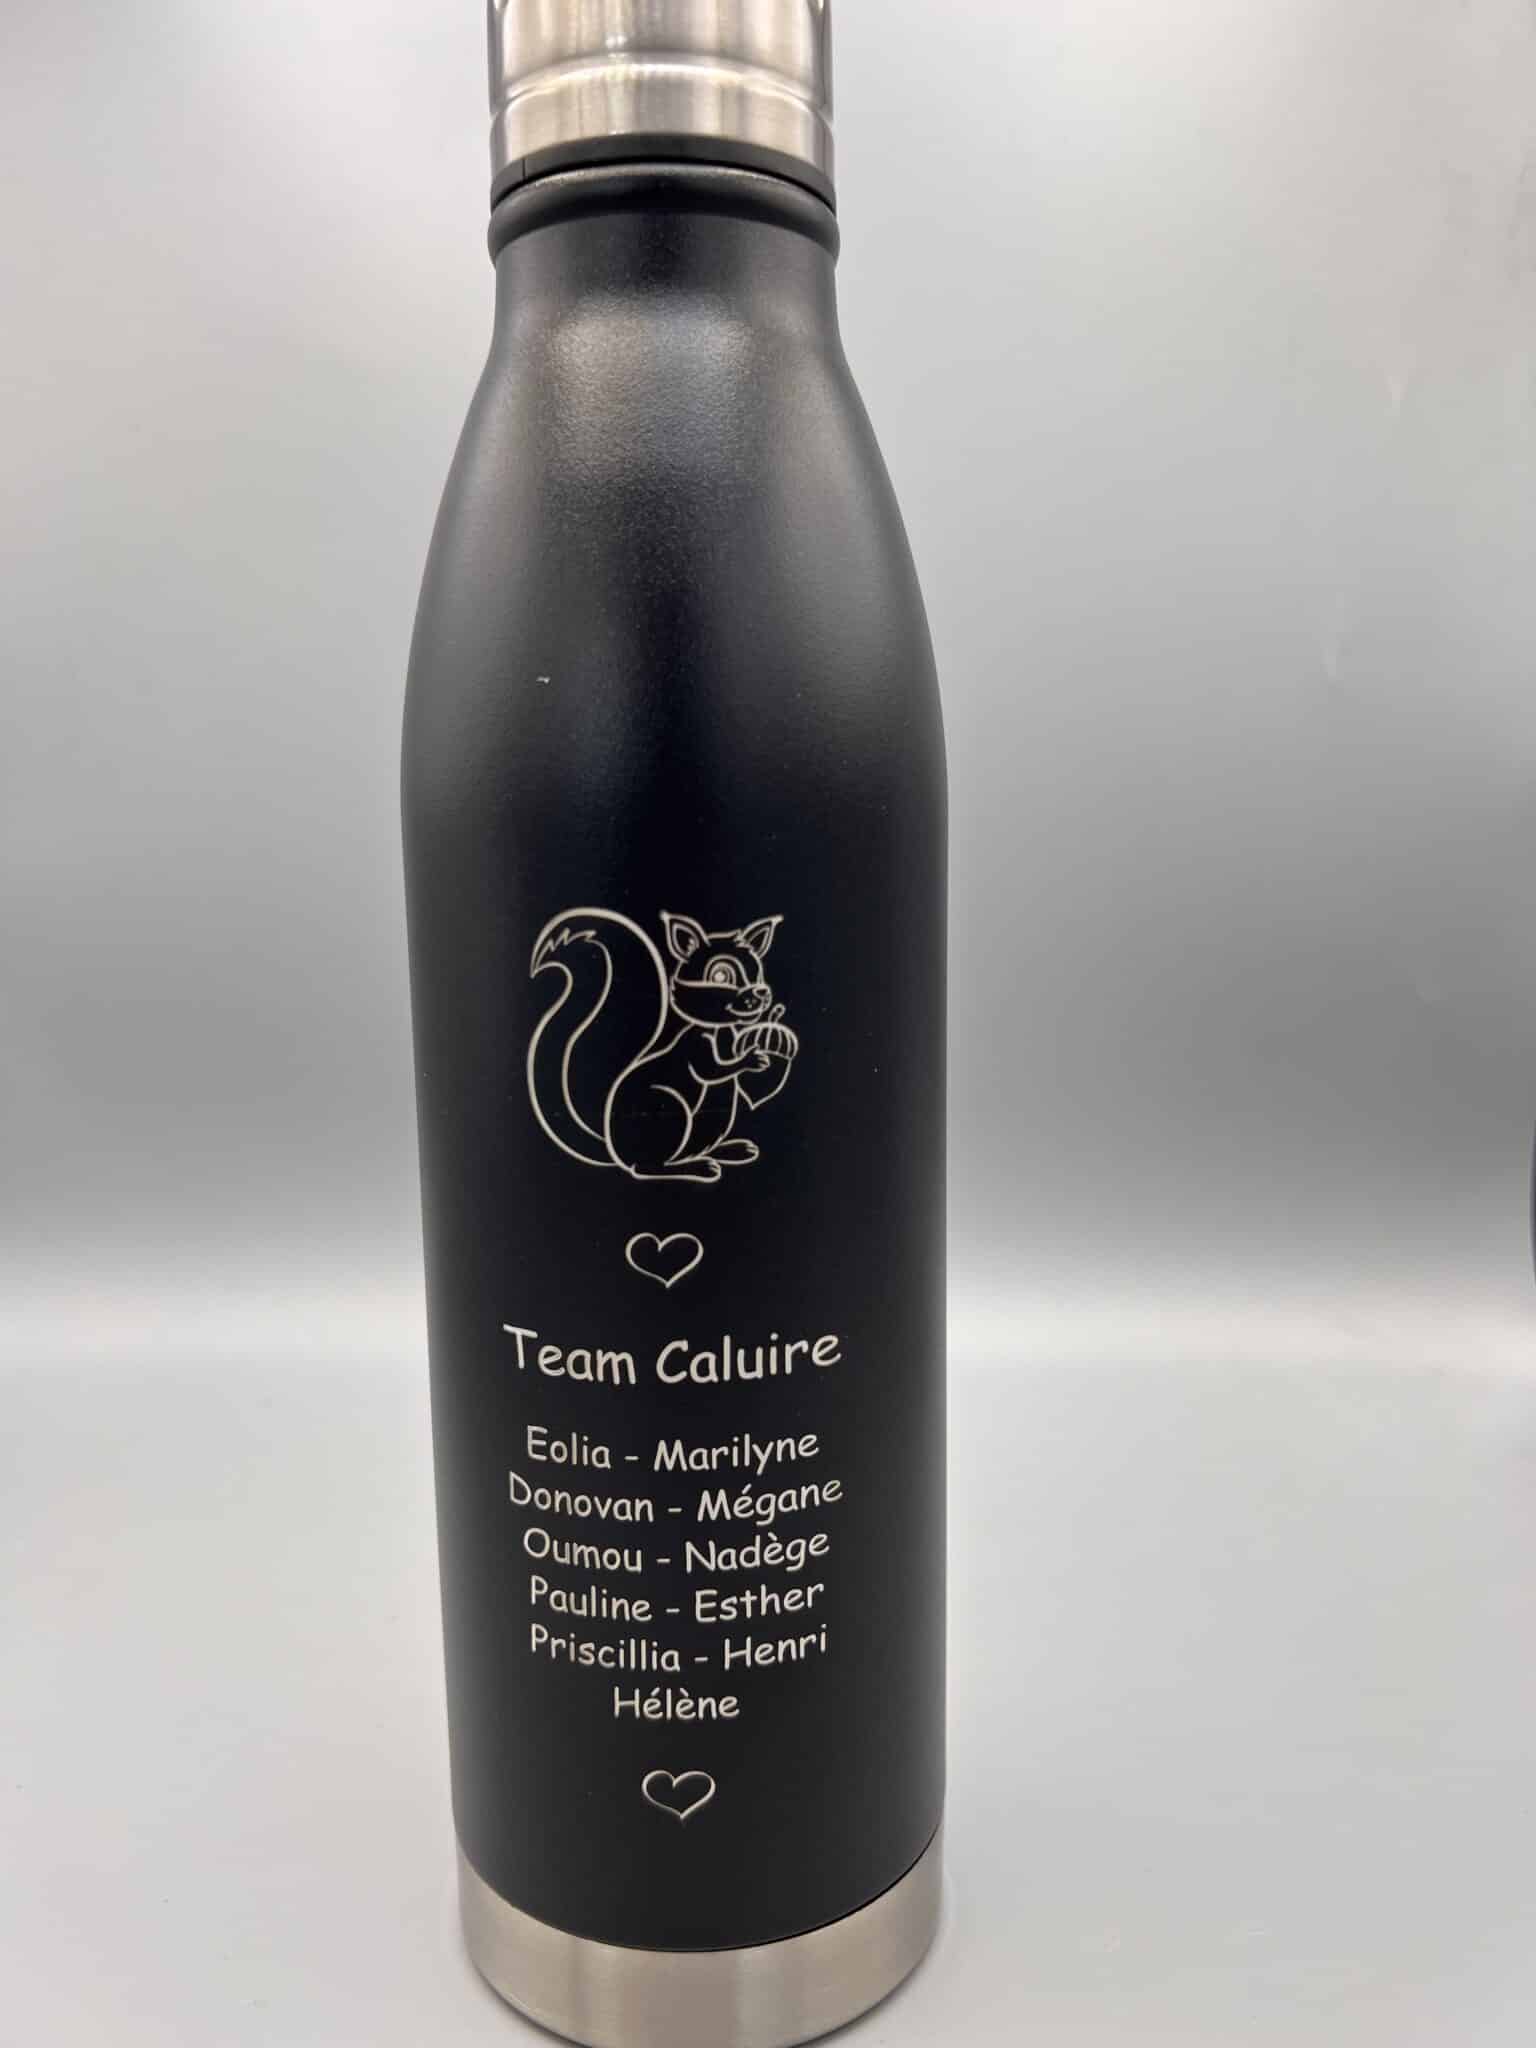 Team Caluire
Eolia - Marilyne
Donovan - Mégane
Oumou - Nadège
Pauline - Esther
Priscillia - Henri
Hélène